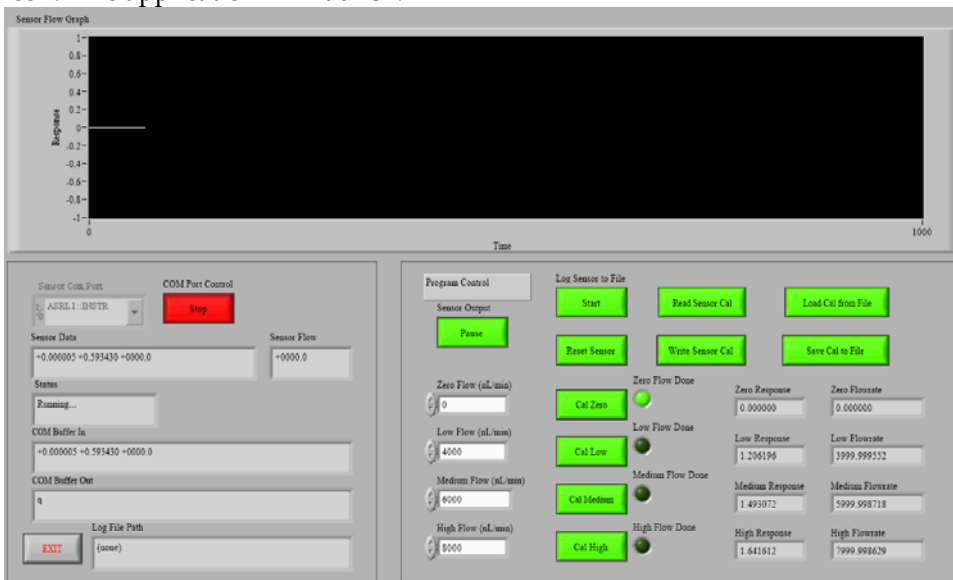 Sensor Flow Graph
1
0.8
0.6
0.4
0.2
0
-0.2
-0.4
-0.6
-0.8
-1
Response
0
1000
Time
Sensor Com Port
ASRL1::INSTR
COM Port Control
Stop
Sensor Data
+0.000005 +0.593430 +0000.0
Sensor Flow
+0000.0
Status
Running...
COM Buffer In
+0.000005 +0.593430 +0000.0
COM Buffer Out
q
Log File Path
EXIT
(none)
Program Control
Sensor Output
Pause
Log Sensor to File
Start
Read Sensor Cal
Load Cal from File
Reset Sensor
Write Sensor Cal
Save Cal to File
Zero Flow (nL/min)
0
Cal Zero
Zero Flow Done
Zero Response
0.000000
Zero Flowrate
0.000000
Low Flow (nL/min)
4000
Cal Low
Low Flow Done
Low Response
1.206196
Low Flowrate
3999.999552
Medium Flow (nL/min)
6000
Cal Medium
Medium Flow Done
Medium Response
1.493072
Medium Flowrate
5999.998718
High Flow (nL/min)
8000
Cal High
High Flow Done
High Response
1.641612
High Flowrate
7999.998629